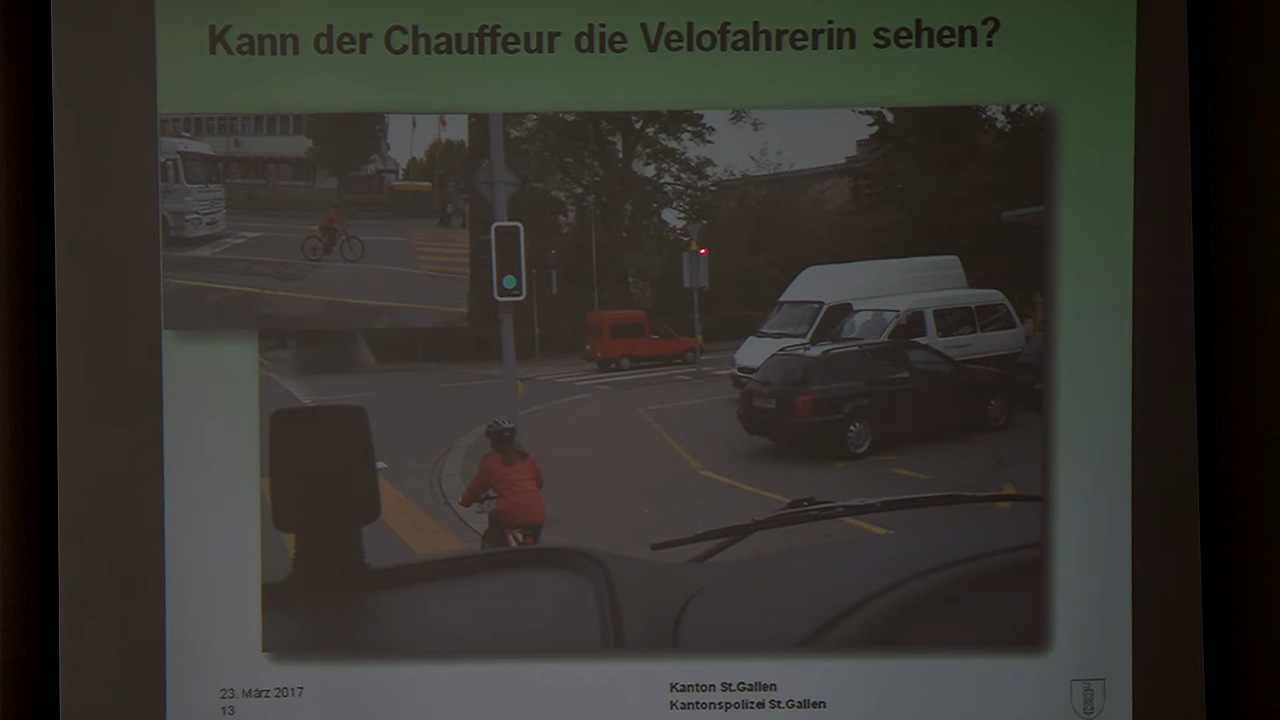 Kann der Chauffeur die Velofahrerin sehen?
23. März 2017
13
Kanton St.Gallen
Kantonspolizei St.Gallen